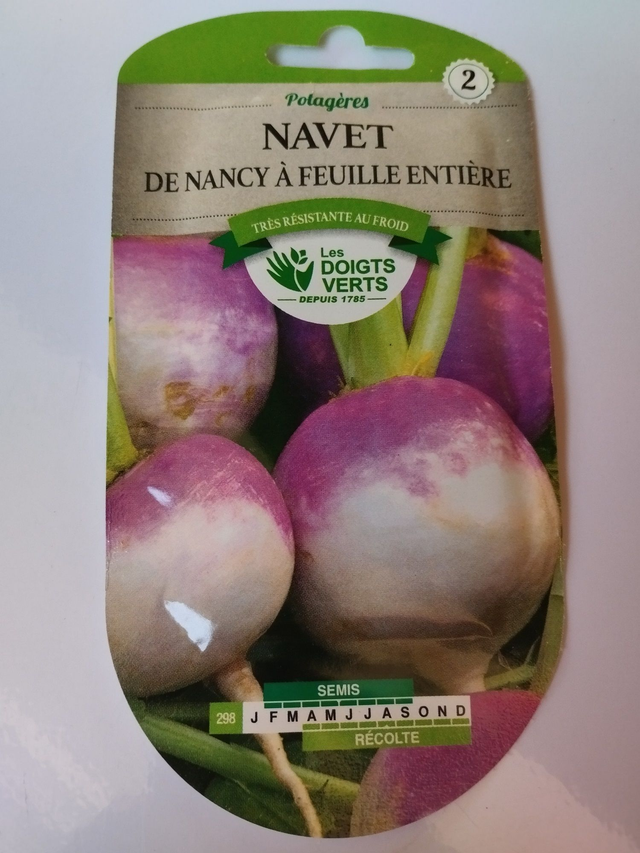 2
Potagères
NAVET
DE NANCY À FEUILLE ENTIÈRE
TRÈS RÉSISTANTE AU FROID
Les
DOIGTS
VERTS
DEPUIS 1785
SEMIS
298 J F M A M J J A S O N D
RÉCOLTE